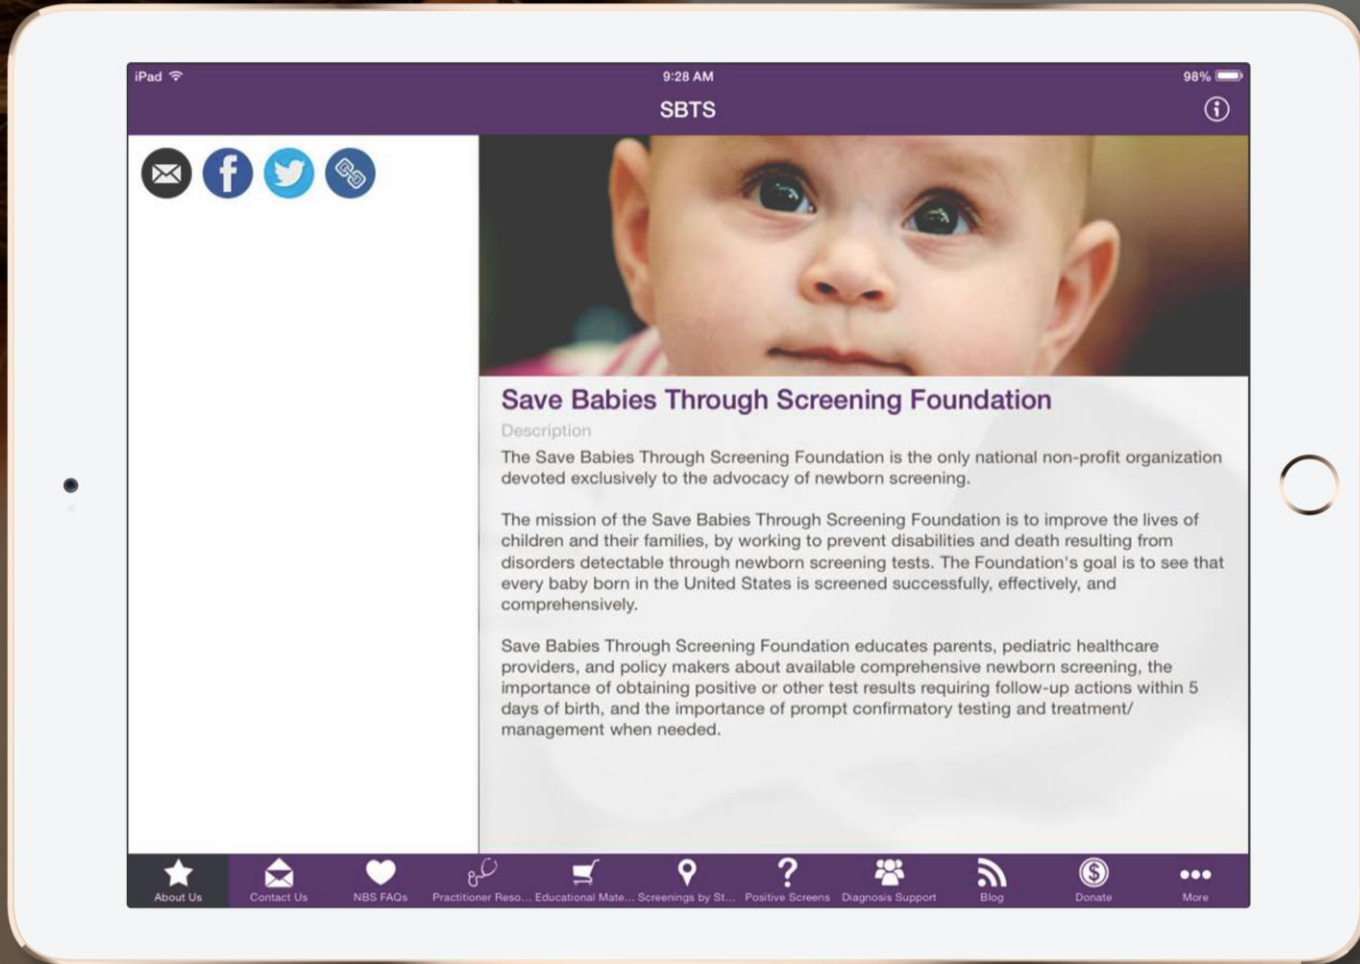 iPad
9:28 AM
98%
SBTS
Save Babies Through Screening Foundation
Description
The Save Babies Through Screening Foundation is the only national non-profit organization
devoted exclusively to the advocacy of newborn screening.
The mission of the Save Babies Through Screening Foundation is to improve the lives of
children and their families, by working to prevent disabilities and death resulting from
disorders detectable through newborn screening tests. The Foundation's goal is to see that
every baby born in the United States is screened successfully, effectively, and
comprehensively.
Save Babies Through Screening Foundation educates parents, pediatric healthcare
providers, and policy makers about available comprehensive newborn screening, the
importance of obtaining positive or other test results requiring follow-up actions within 5
days of birth, and the importance of prompt confirmatory testing and treatment/
management when needed.
About Us
Contact Us
NBS FAQs
Practitioner Reso...
Educational Mate...
Screenings by St...
Positive Screens
Diagnosis Support
Blog
Donate
More